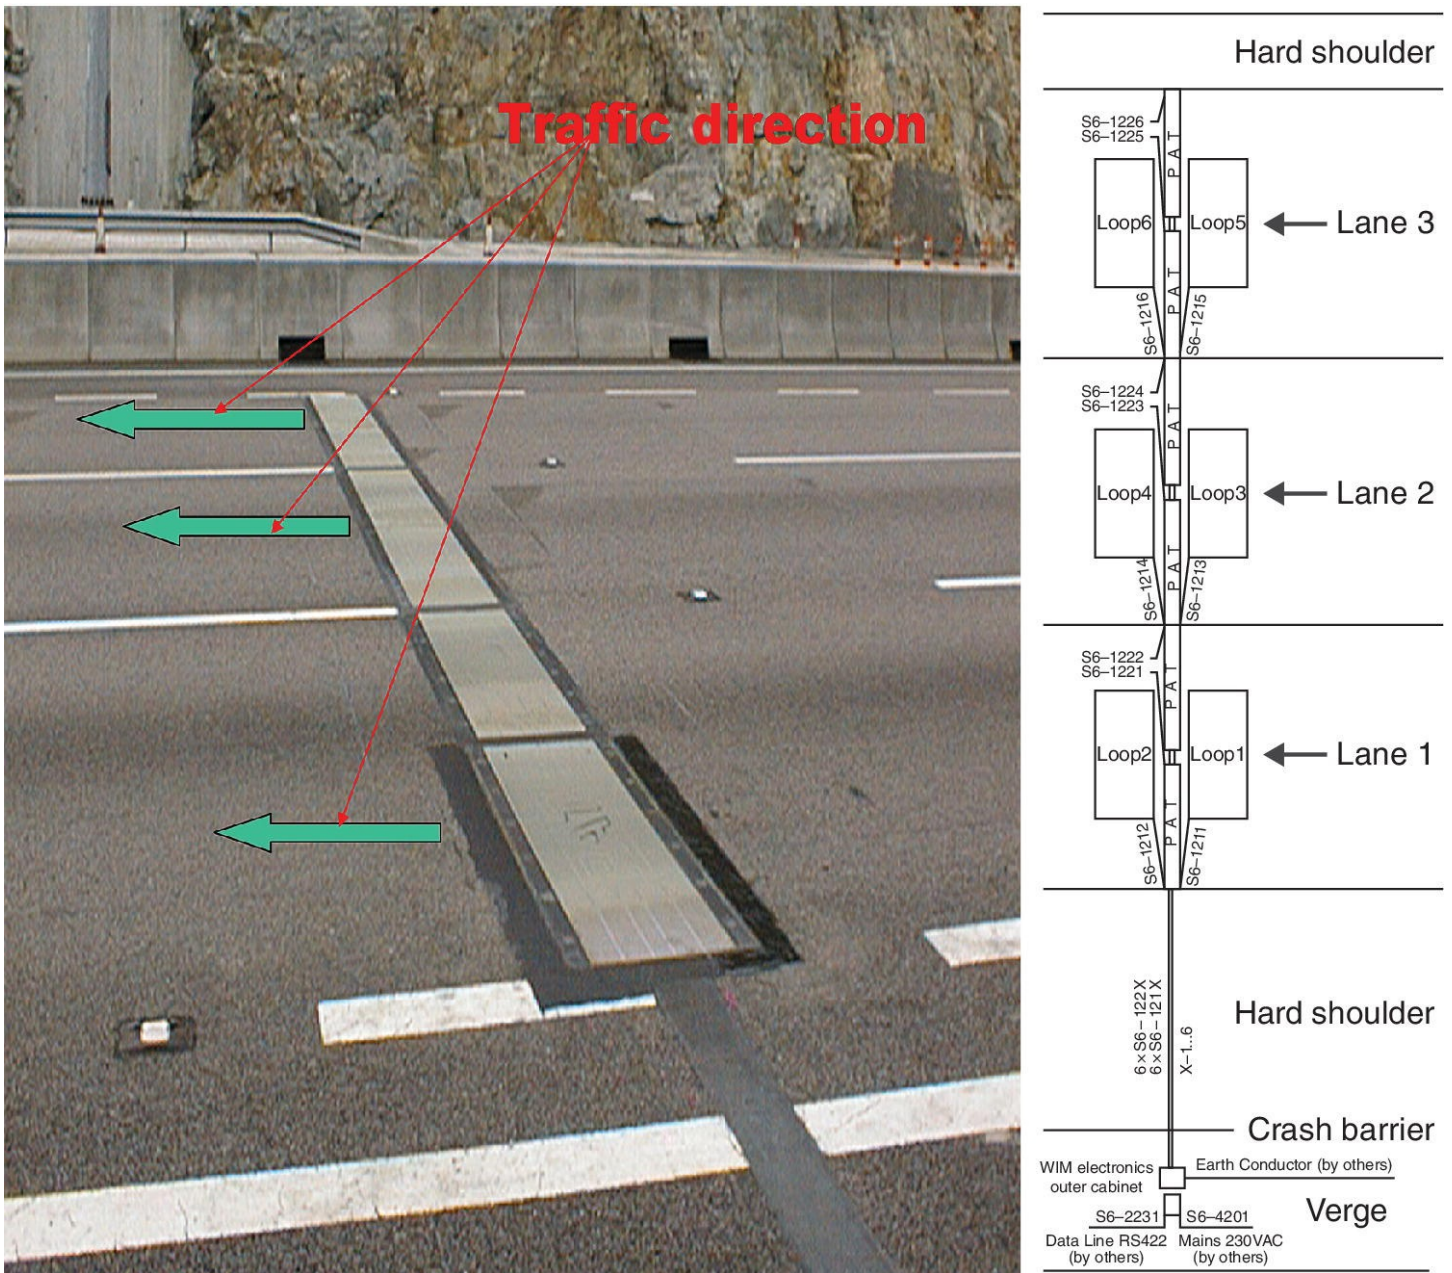 Traffic direction
Hard shoulder
S6–1226
S6–1225
PAT
Loop6
Loop5
Lane 3
PAT
S6–1216
S6–1215
S6–1224
S6–1223
PAT
Loop4
Loop3
Lane 2
PAT
S6–1214
S6–1213
S6–1222
S6–1221
PAT
Loop2
Loop1
Lane 1
PAT
S6–1212
S6–1211
6×S6–122X
6×S6–121X
X–1...6
Hard shoulder
Crash barrier
WIM electronics
outer cabinet
Earth Conductor (by others)
Verge
S6–2231
S6–4201
Data Line RS422
(by others)
Mains 230VAC
(by others)